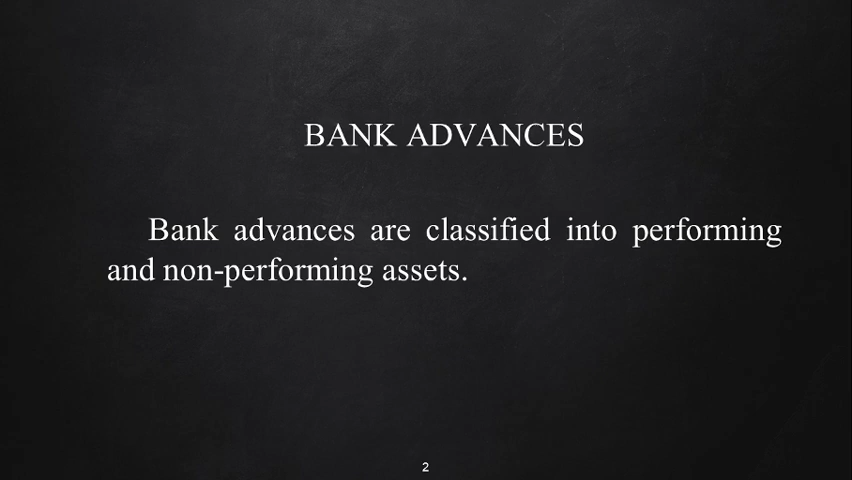 BANK ADVANCES
Bank advances are classified into performing
and non-performing assets.
2